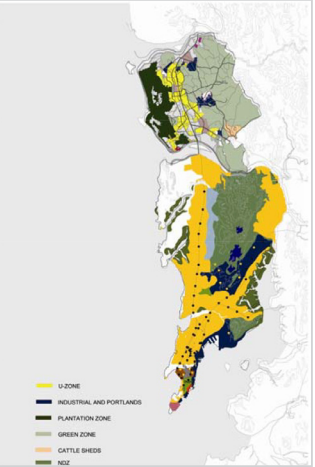 U-ZONE
INDUSTRIAL AND PORTLANDS
PLANTATION ZONE
GREEN ZONE
CATTLE SHEDS
NDZ